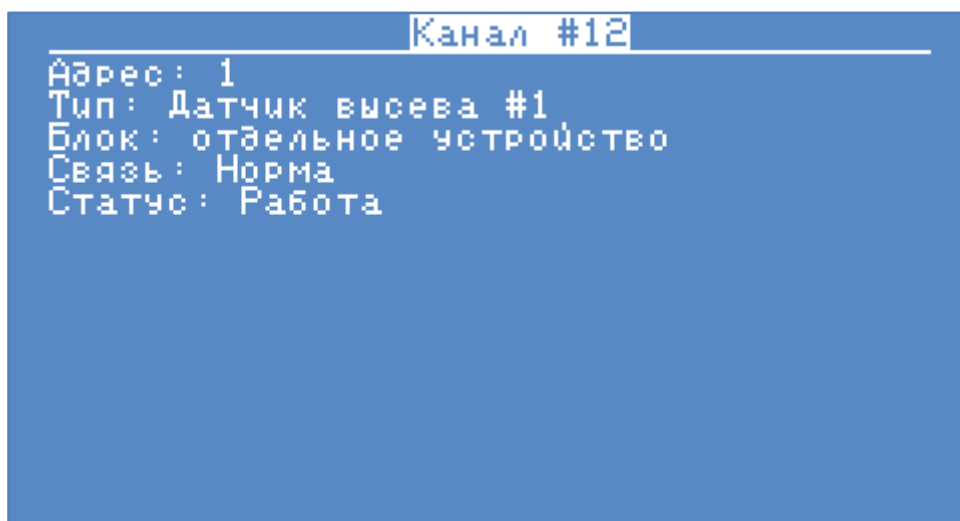 Канал #12
Адрес: 1
Тип: Датчик высева #1
Блок: отдельное устройство
Связь: Норма
Статус: Работа